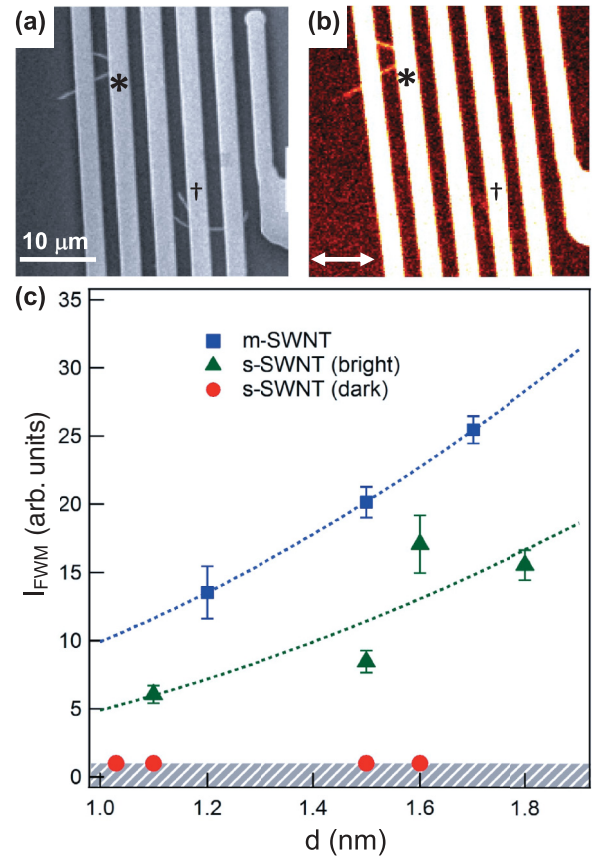 (a)
*
†
10 μm
(b)
*
†
(c)
35
30
25
20
15
10
5
0
I_FWM (arb. units)
m-SWNT
s-SWNT (bright)
s-SWNT (dark)
1.0 1.2 1.4 1.6 1.8
d (nm)